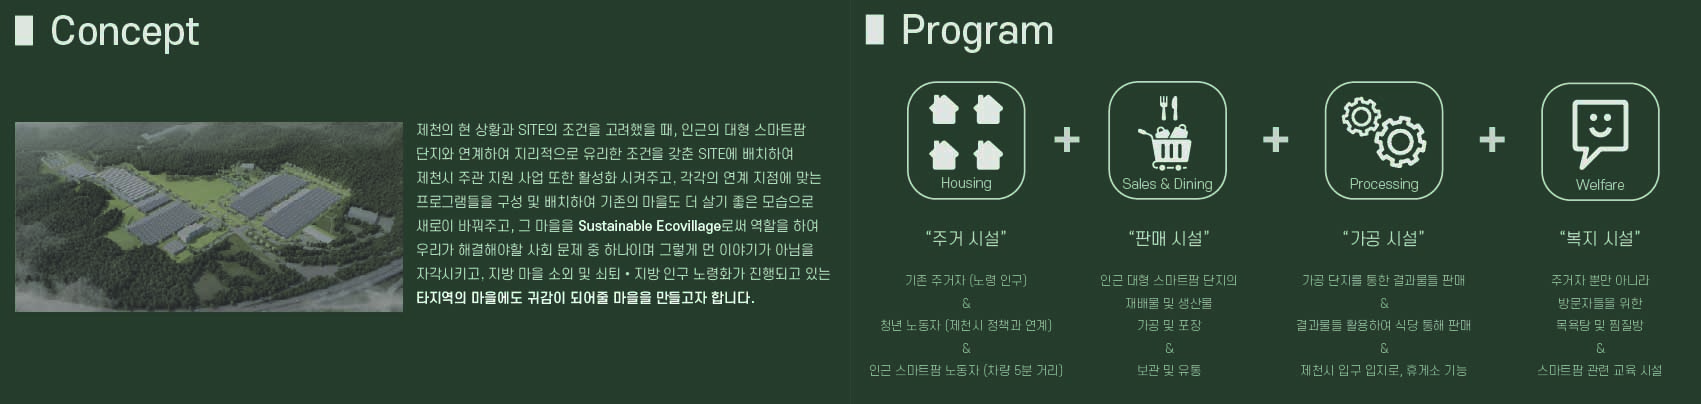 Concept
제천의 현 상황과 SITE의 조건을 고려했을 때, 인근의 대형 스마트팜
단지와 연계하여 지리적으로 유리한 조건을 갖춘 SITE에 배치하여
제천시 주관 지원 사업 또한 활성화 시켜주고, 각각의 연계 지점에 맞는
프로그램들을 구성 및 배치하여 기존의 마을도 더 살기 좋은 모습으로
새로이 바꿔주고, 그 마을을 Sustainable Ecovillage로써 역할을 하여
우리가 해결해야할 사회 문제 중 하나이며 그렇게 먼 이야기가 아님을
자각시키고, 지방 마을 소외 및 쇠퇴 • 지방 인구 노령화가 진행되고 있는
타지역의 마을에도 귀감이 되어줄 마을을 만들고자 합니다.
Program
Housing
+
Sales & Dining
+
Processing
+
Welfare
“주거 시설”
기존 주거자 (노령 인구)
&
청년 노동자 (제천시 정책과 연계)
&
인근 스마트팜 노동자 (차량 5분 거리)
“판매 시설”
인근 대형 스마트팜 단지의
재배물 및 생산물
가공 및 포장
&
보관 및 유통
“가공 시설”
가공 단지를 통한 결과물들 판매
&
결과물들 활용하여 식당 통해 판매
&
제천시 입구 입지로, 휴게소 기능
“복지 시설”
주거자 뿐만 아니라
방문자들을 위한
목욕탕 및 찜질방
&
스마트팜 관련 교육 시설